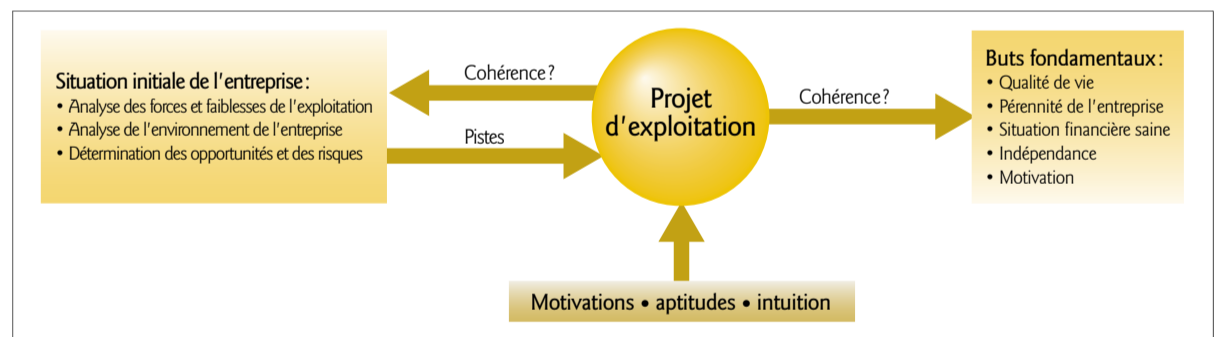 Situation initiale de l'entreprise :
• Analyse des forces et faiblesses de l'exploitation
• Analyse de l'environnement de l'entreprise
• Détermination des opportunités et des risques
Cohérence ?
Pistes
Projet
d'exploitation
Cohérence ?
Buts fondamentaux :
• Qualité de vie
• Pérennité de l'entreprise
• Situation financière saine
• Indépendance
• Motivation
Motivations • aptitudes • intuition